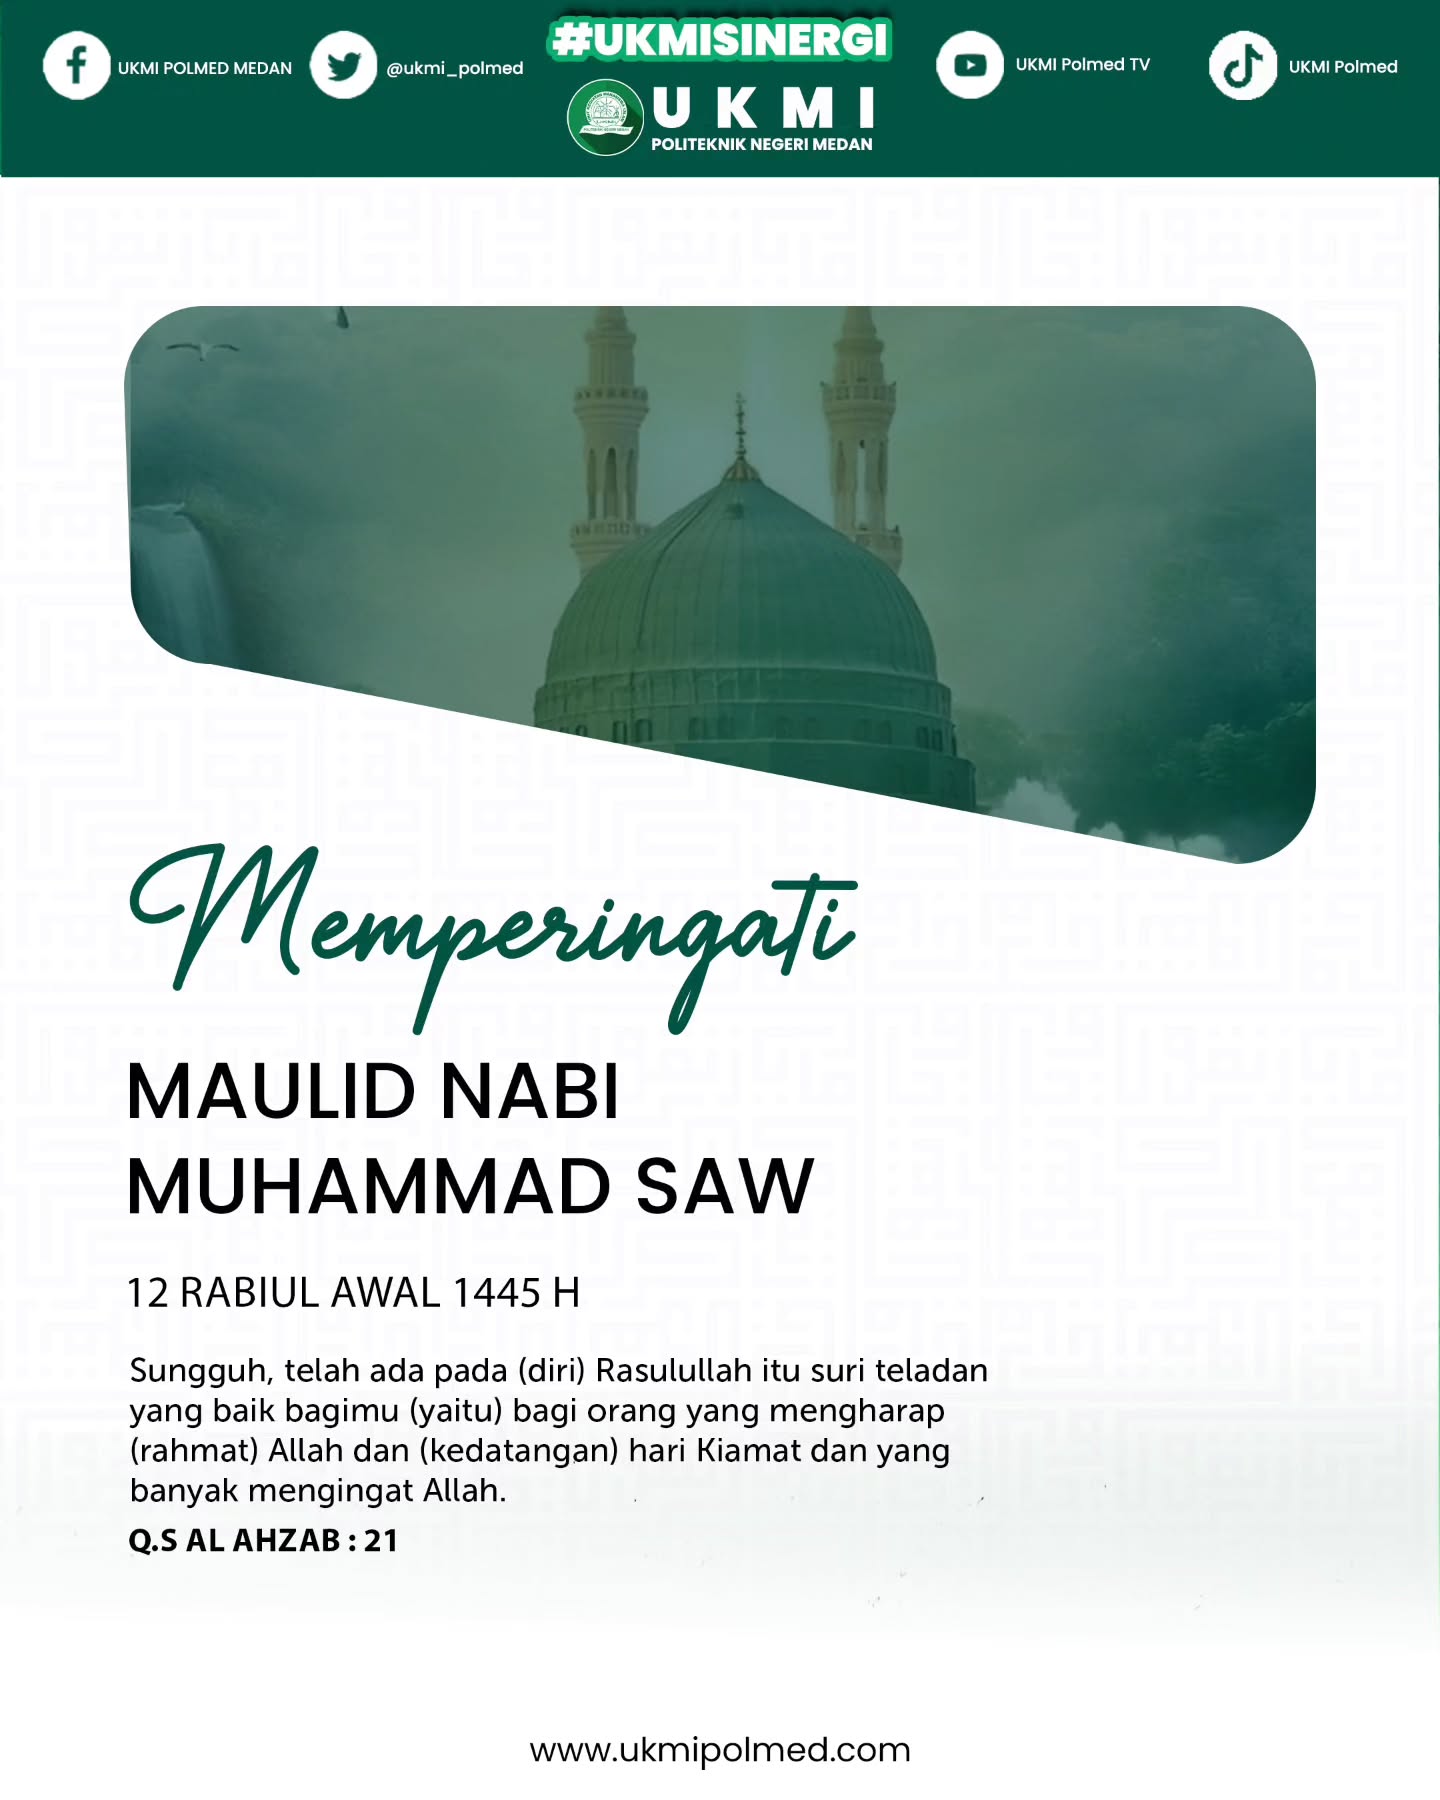 #UKMISINERGI
UKMI POLMED MEDAN
@ukmi_polmed
UKMI Polmed TV
UKMI Polmed
UKMI
POLITEKNIK NEGERI MEDAN
Memperingati
MAULID NABI
MUHAMMAD SAW
12 RABIUL AWAL 1445 H
Sungguh, telah ada pada (diri) Rasulullah itu suri teladan
yang baik bagimu (yaitu) bagi orang yang mengharap
(rahmat) Allah dan (kedatangan) hari Kiamat dan yang
banyak mengingat Allah.
Q.S AL AHZAB : 21
www.ukmipolmed.com